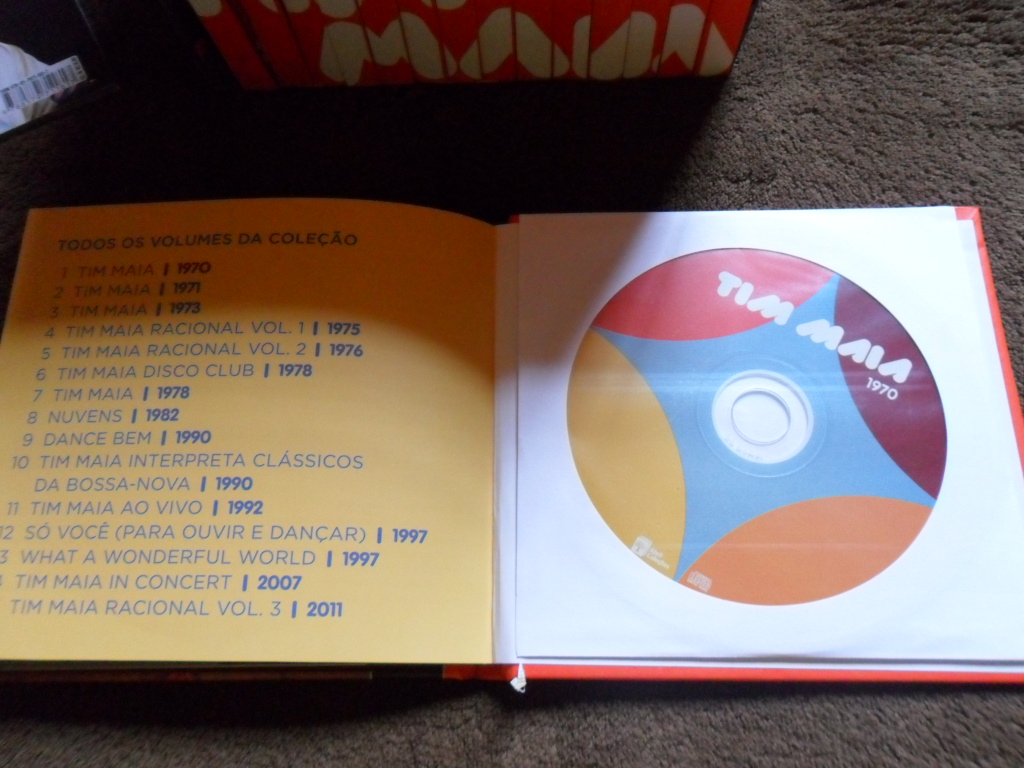 TODOS OS VOLUMES DA COLEÇÃO
1 TIM MAIA | 1970
2 TIM MAIA | 1971
3 TIM MAIA | 1973
4 TIM MAIA RACIONAL VOL. 1 | 1975
5 TIM MAIA RACIONAL VOL. 2 | 1976
6 TIM MAIA DISCO CLUB | 1978
7 TIM MAIA | 1978
8 NUVENS | 1982
9 DANCE BEM | 1990
10 TIM MAIA INTERPRETA CLÁSSICOS
DA BOSSA-NOVA | 1990
11 TIM MAIA AO VIVO | 1992
12 SÓ VOCÊ (PARA OUVIR E DANÇAR) | 1997
3 WHAT A WONDERFUL WORLD | 1997
TIM MAIA IN CONCERT | 2007
TIM MAIA RACIONAL VOL. 3 | 2011
TIM MAIA
1970